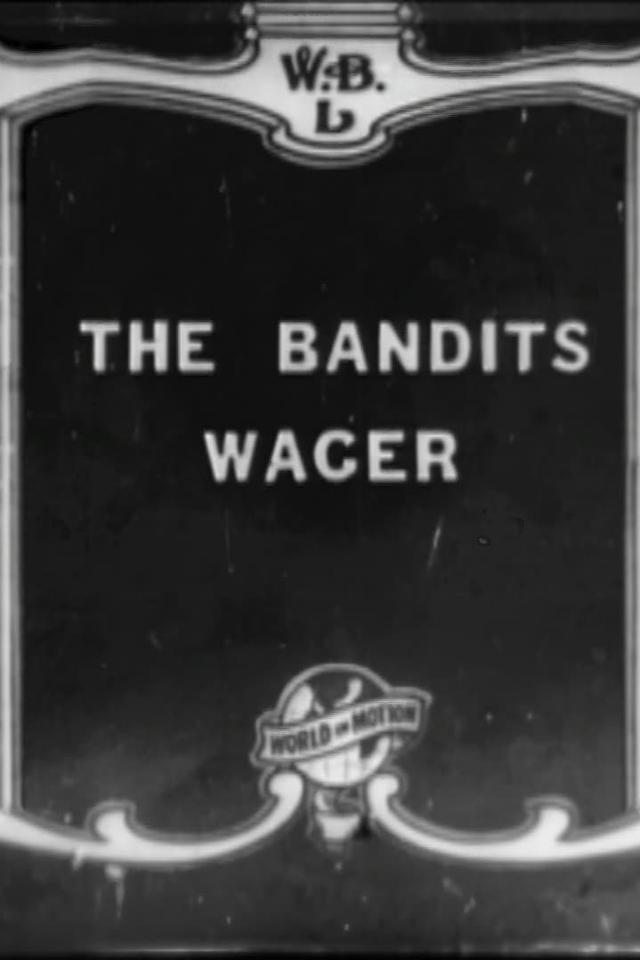 W.B.
L
THE BANDITS
WAGER
WORLD IN MOTION